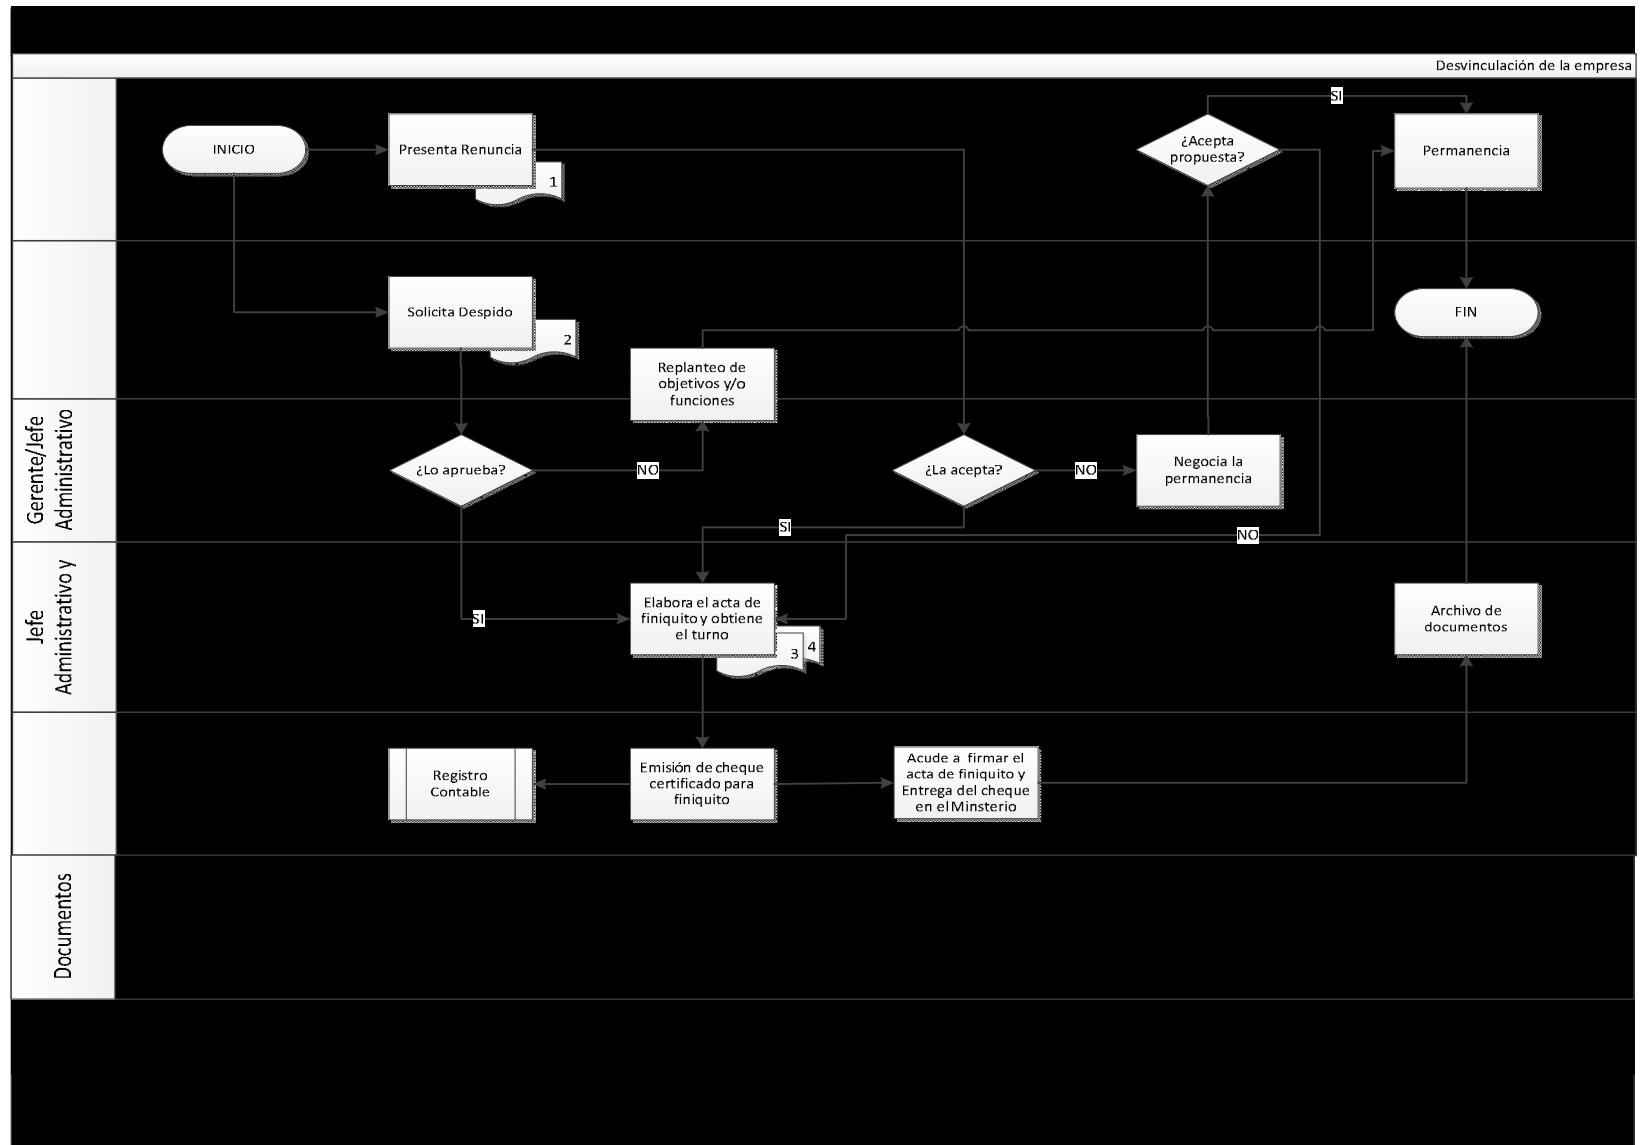 Desvinculación de la empresa
SI
INICIO
Presenta Renuncia
1
¿Acepta
propuesta?
Permanencia
Solicita Despido
2
FIN
Replanteo de
objetivos y/o
funciones
Gerente/Jefe
Administrativo
¿Lo aprueba?
NO
¿La acepta?
NO
Negocia la
permanencia
SI
NO
Jefe
Administrativo y
SI
Elabora el acta de
finiquito y obtiene
el turno
3
4
Archivo de
documentos
Registro
Contable
Emisión de cheque
certificado para
finiquito
Acude a firmar el
acta de finiquito y
Entrega del cheque
en el Minsterio
Documentos